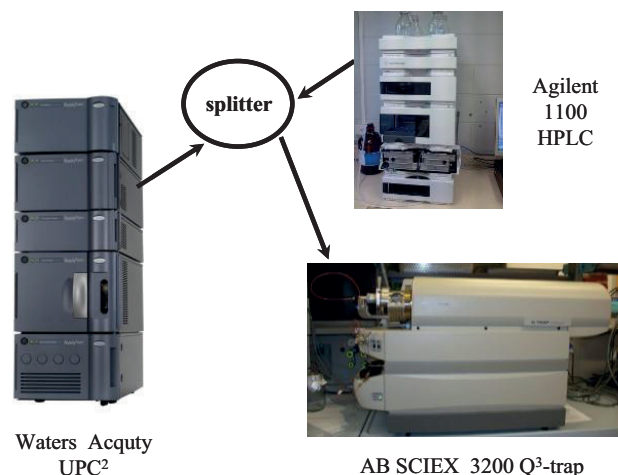 splitter
Agilent
1100
HPLC
Waters Acquty
UPC²
AB SCIEX 3200 Q³-trap